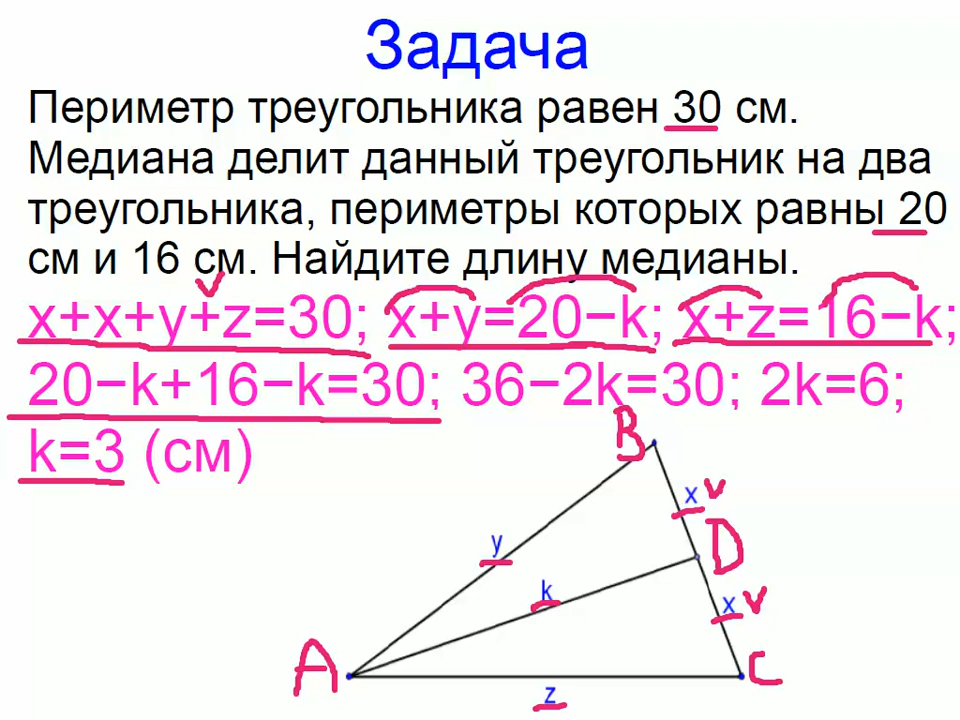 Задача
Периметр треугольника равен 30 см.
Медиана делит данный треугольник на два
треугольника, периметры которых равны 20
см и 16 см. Найдите длину медианы.
x+x+y+z=30; x+y=20−k; x+z=16−k;
20−k+16−k=30; 36−2k=30; 2k=6;
k=3 (см)
B
x
y
D
k
x
A
C
z